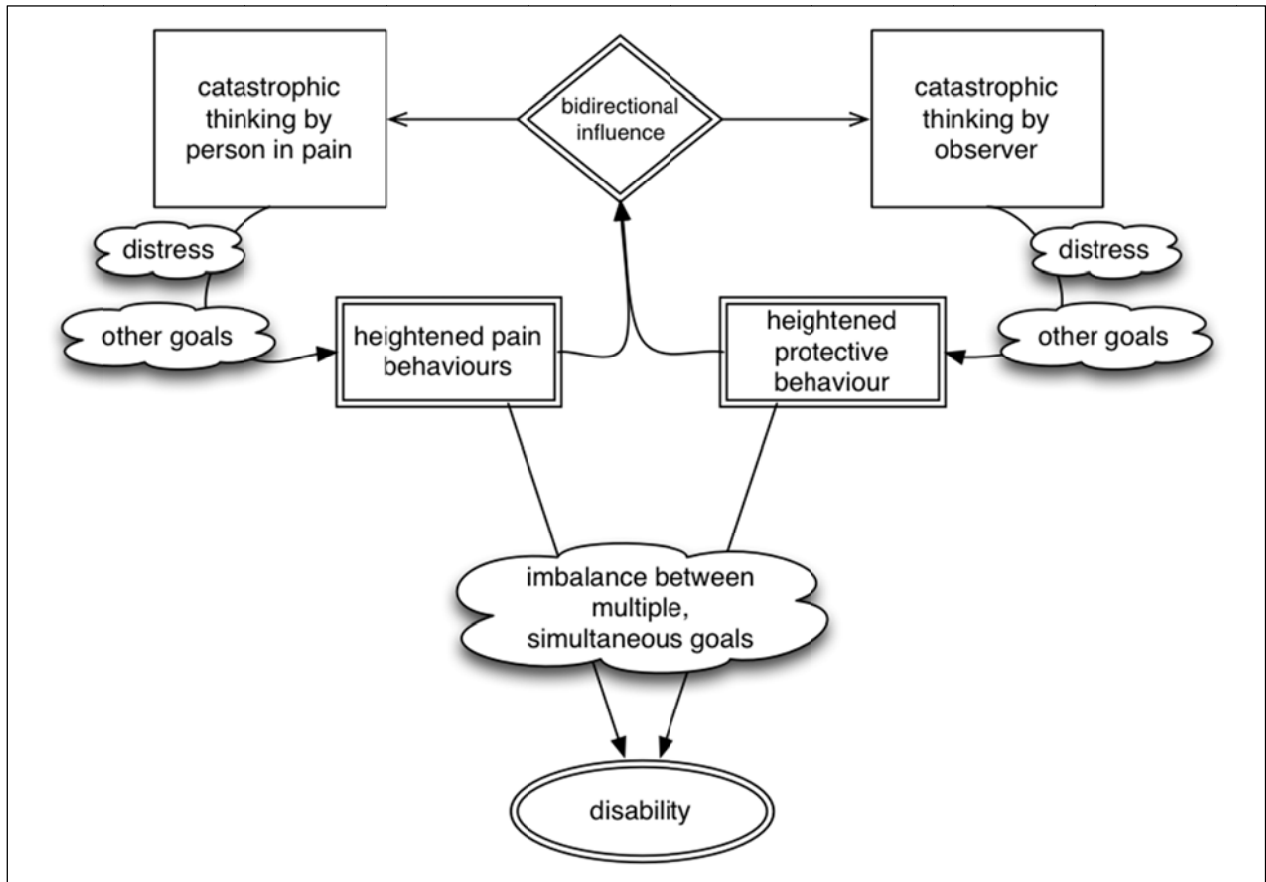 catastrophic
thinking by
person in pain
bidirectional
influence
catastrophic
thinking by
observer
distress
distress
other goals
heightened pain
behaviours
heightened
protective
behaviour
other goals
imbalance between
multiple,
simultaneous goals
disability